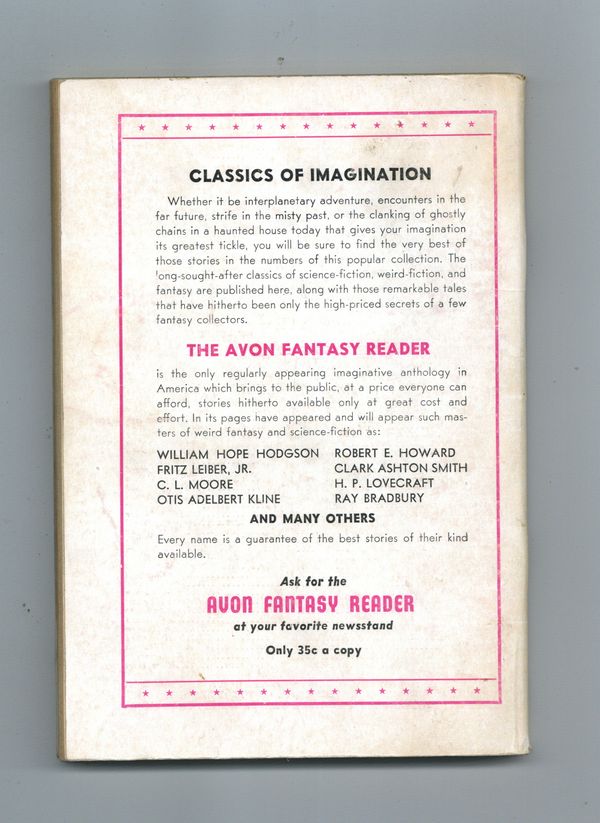 CLASSICS OF IMAGINATION
Whether it be interplanetary adventure, encounters in the
far future, strife in the misty past, or the clanking of ghostly
chains in a haunted house today that gives your imagination
its greatest tickle, you will be sure to find the very best of
those stories in the numbers of this popular collection. The
'ong-sought-after classics of science-fiction, weird-fiction, and
fantasy are published here, along with those remarkable tales
that have hitherto been only the high-priced secrets of a few
fantasy collectors.
THE AVON FANTASY READER
is the only regularly appearing imaginative anthology in
America which brings to the public, at a price everyone can
afford, stories hitherto available only at great cost and
effort. In its pages have appeared and will appear such mas-
ters of weird fantasy and science-fiction as:
WILLIAM HOPE HODGSON ROBERT E. HOWARD
FRITZ LEIBER, JR. CLARK ASHTON SMITH
C. L. MOORE H. P. LOVECRAFT
OTIS ADELBERT KLINE RAY BRADBURY
AND MANY OTHERS
Every name is a guarantee of the best stories of their kind
available.
Ask for the
AVON FANTASY READER
at your favorite newsstand
Only 35c a copy